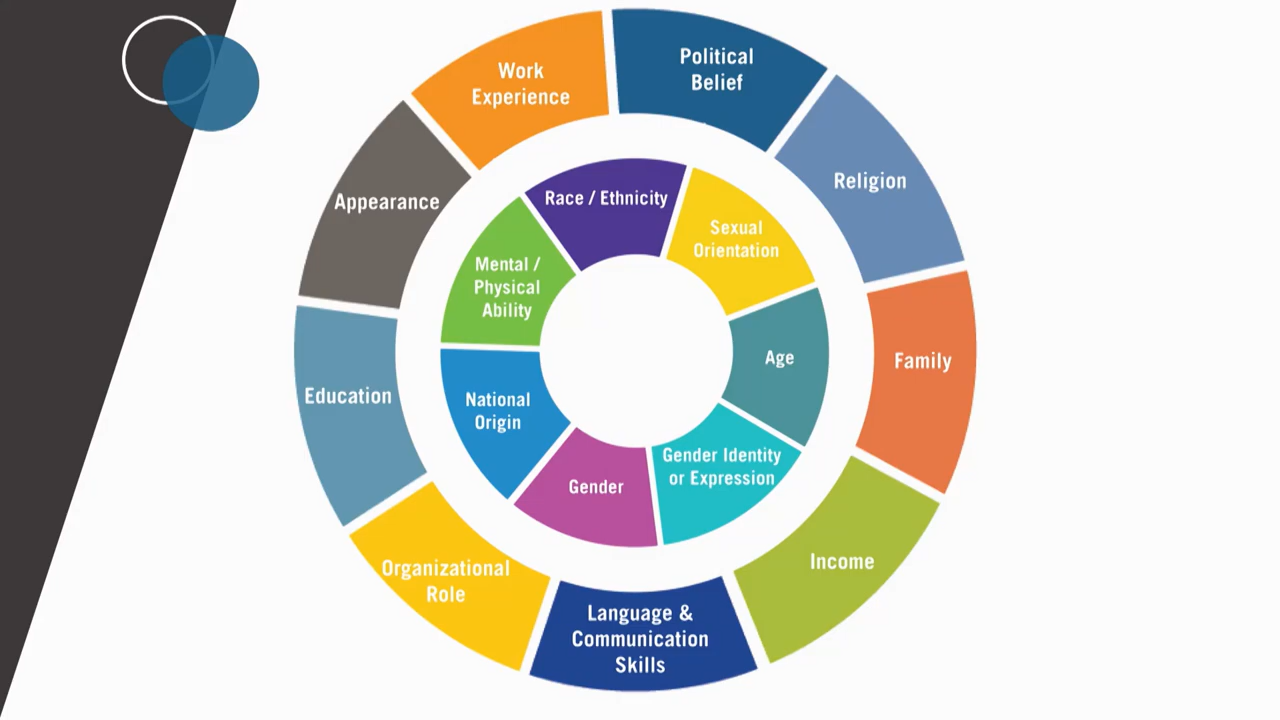 Work
Experience
Political
Belief
Religion
Family
Income
Language &
Communication
Skills
Organizational
Role
Education
Appearance
Race / Ethnicity
Sexual
Orientation
Age
Gender Identity
or Expression
Gender
National
Origin
Mental /
Physical
Ability